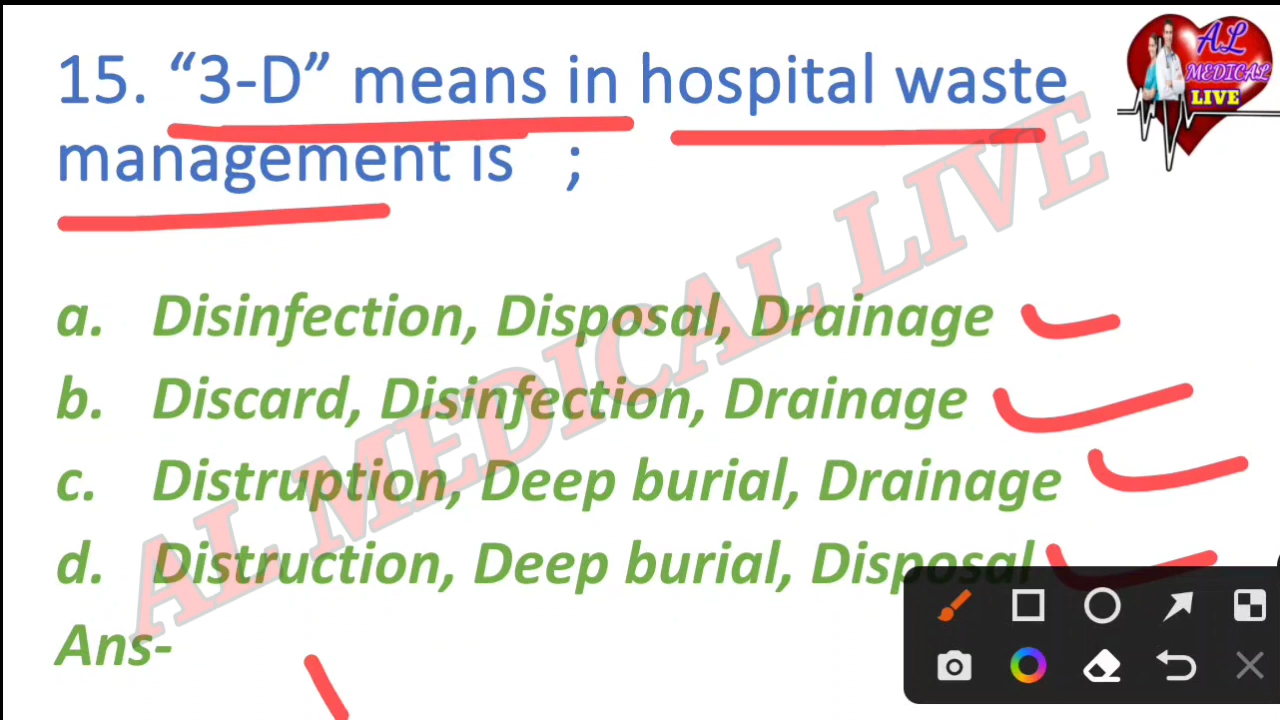 15. “3-D” means in hospital waste
management is ;
a. Disinfection, Disposal, Drainage
b. Discard, Disinfection, Drainage
c. Distruption, Deep burial, Drainage
d. Distruction, Deep burial, Disposal
Ans-
AL
MEDICAL
LIVE
AL MEDICAL LIVE